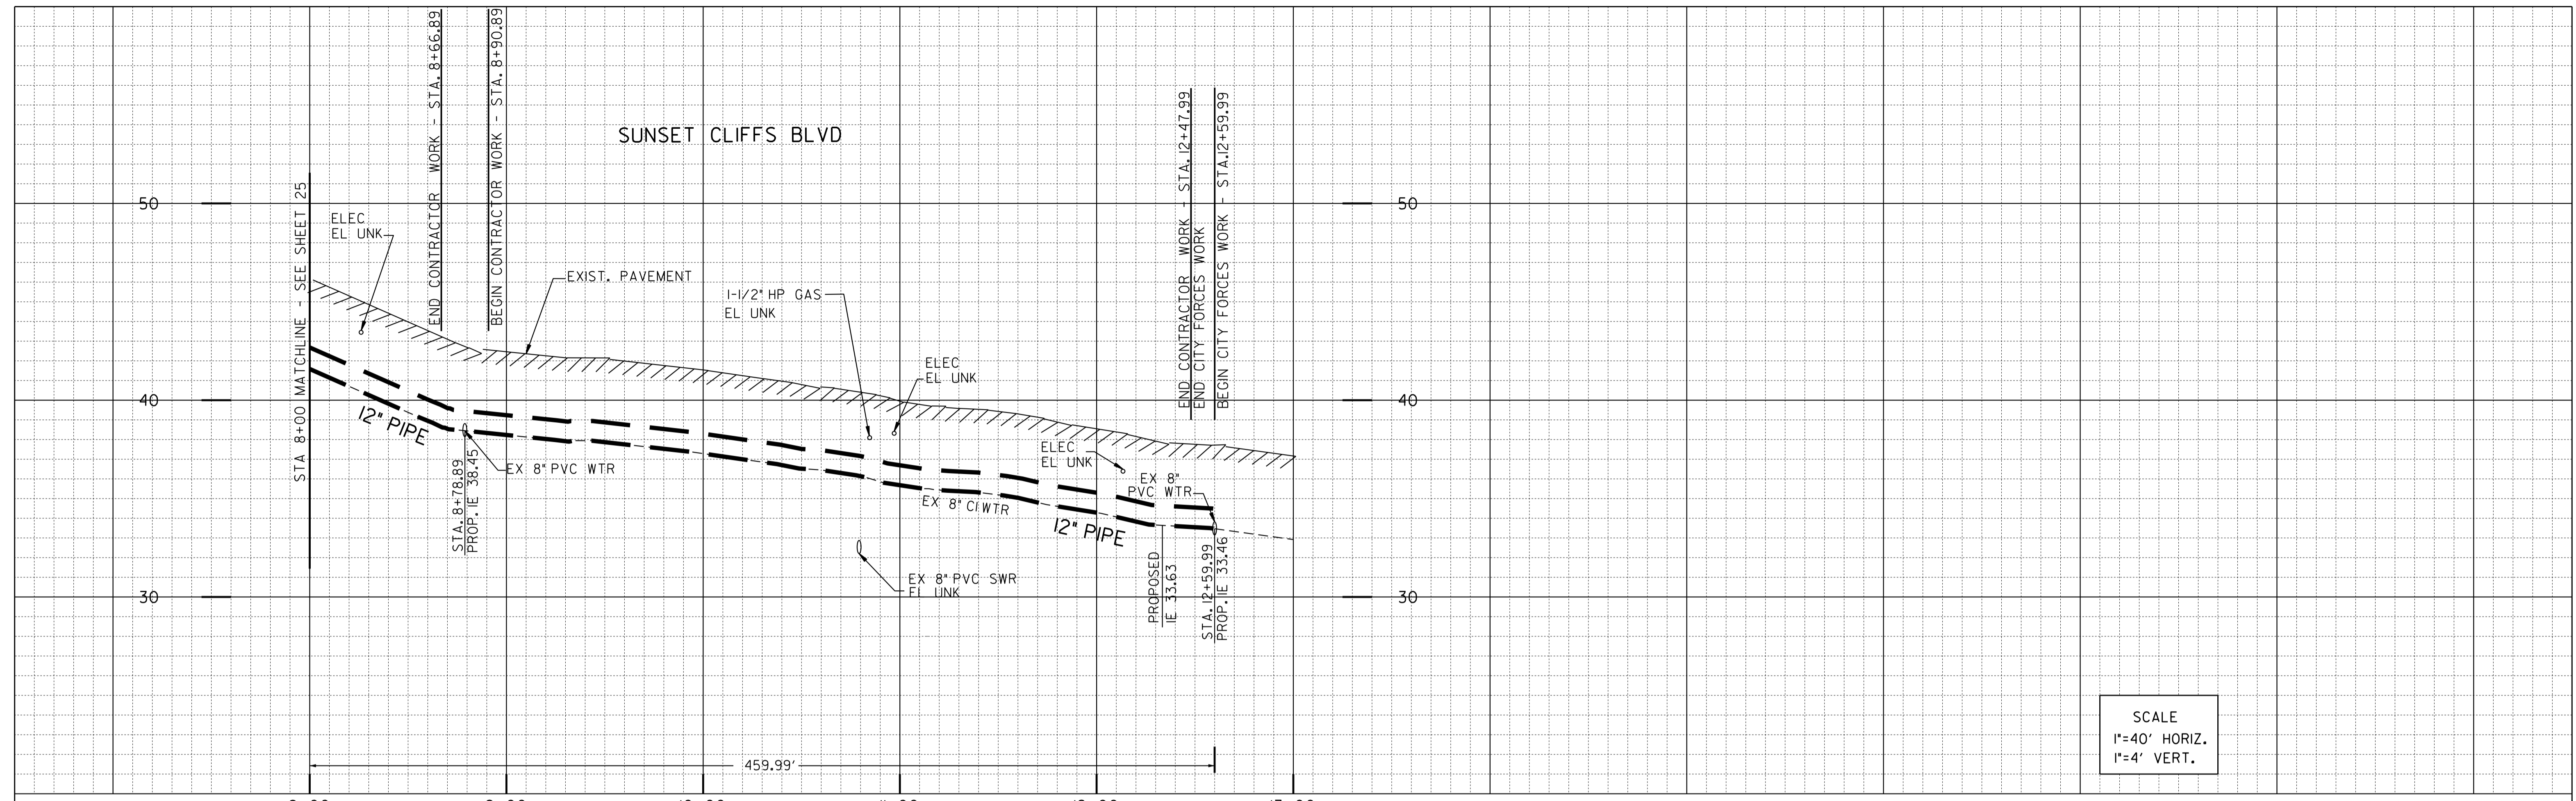 END CONTRACTOR WORK - STA. 8+66.89
BEGIN CONTRACTOR WORK - STA. 8+90.89
SUNSET CLIFFS BLVD
END CONTRACTOR WORK - STA. 12+47.99
END CITY FORCES WORK
BEGIN CITY FORCES WORK - STA.12+59.99
STA 8+00 MATCHLINE - SEE SHEET 25
50
50
ELEC
EL UNK
EXIST. PAVEMENT
1-1/2" HP GAS
EL UNK
ELEC
EL UNK
40
40
12" PIPE
EX 8" PVC WTR
STA. 8+78.89
PROP. IE 38.45
ELEC
EL UNK
EX 8"
PVC WTR
EX 8" CI WTR
12" PIPE
EX 8" PVC SWR
EL UNK
PROPOSED
IE 33.63
STA. 12+59.99
PROP. IE 33.46
30
30
SCALE
1"=40' HORIZ.
1"=4' VERT.
459.99'